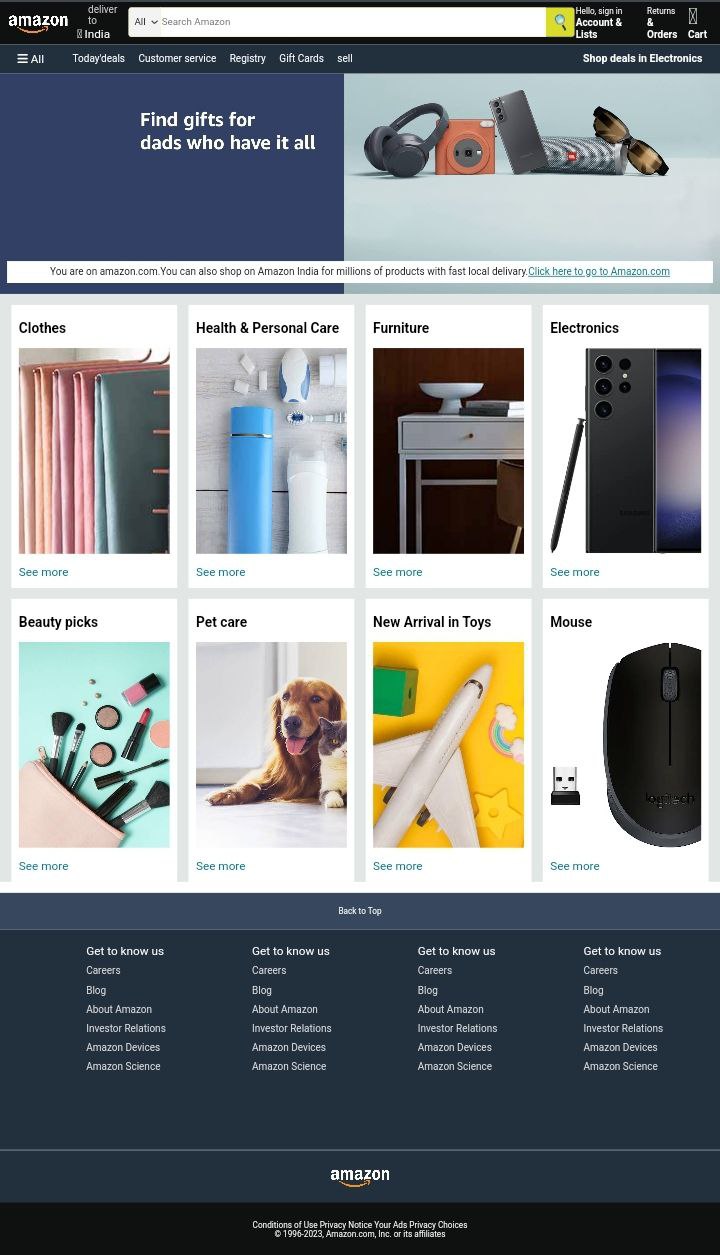 amazon
deliver
to
India
All
Search Amazon
Hello, sign in
Account &
Lists
Returns
&
Orders
Cart
All
Today'deals
Customer service
Registry
Gift Cards
sell
Shop deals in Electronics
Find gifts for
dads who have it all
You are on amazon.com.You can also shop on Amazon India for millions of products with fast local delivery.Click here to go to Amazon.com
Clothes
Health & Personal Care
Furniture
Electronics
JBL
SAMSUNG
See more
See more
See more
See more
Beauty picks
Pet care
New Arrival in Toys
Mouse
logitech
See more
See more
See more
See more
Back to Top
Get to know us
Careers
Blog
About Amazon
Investor Relations
Amazon Devices
Amazon Science
Get to know us
Careers
Blog
About Amazon
Investor Relations
Amazon Devices
Amazon Science
Get to know us
Careers
Blog
About Amazon
Investor Relations
Amazon Devices
Amazon Science
Get to know us
Careers
Blog
About Amazon
Investor Relations
Amazon Devices
Amazon Science
amazon
Conditions of Use Privacy Notice Your Ads Privacy Choices
© 1996-2023, Amazon.com, Inc. or its affiliates